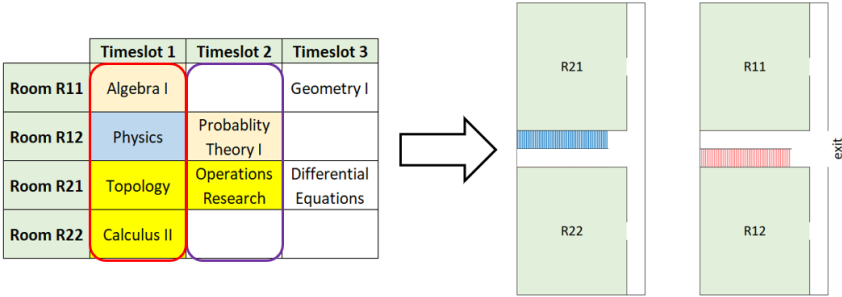 Timeslot 1 Timeslot 2 Timeslot 3
Room R11 Algebra I Geometry I
Room R12 Physics Probablity
Theory I
Room R21 Topology Operations
Research Differential
Equations
Room R22 Calculus II
R21
R11
R22
R12
exit